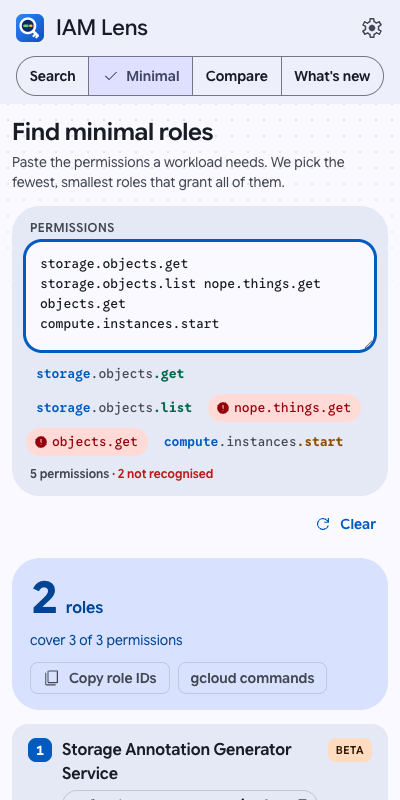 IAM Lens
Search
Minimal
Compare
What's new
Find minimal roles
Paste the permissions a workload needs. We pick the
fewest, smallest roles that grant all of them.
PERMISSIONS
storage.objects.get
storage.objects.list nope.things.get
objects.get
compute.instances.start
storage.objects.get
storage.objects.list nope.things.get
objects.get compute.instances.start
5 permissions · 2 not recognised
Clear
2 roles
cover 3 of 3 permissions
Copy role IDs
gcloud commands
1 Storage Annotation Generator BETA
Service